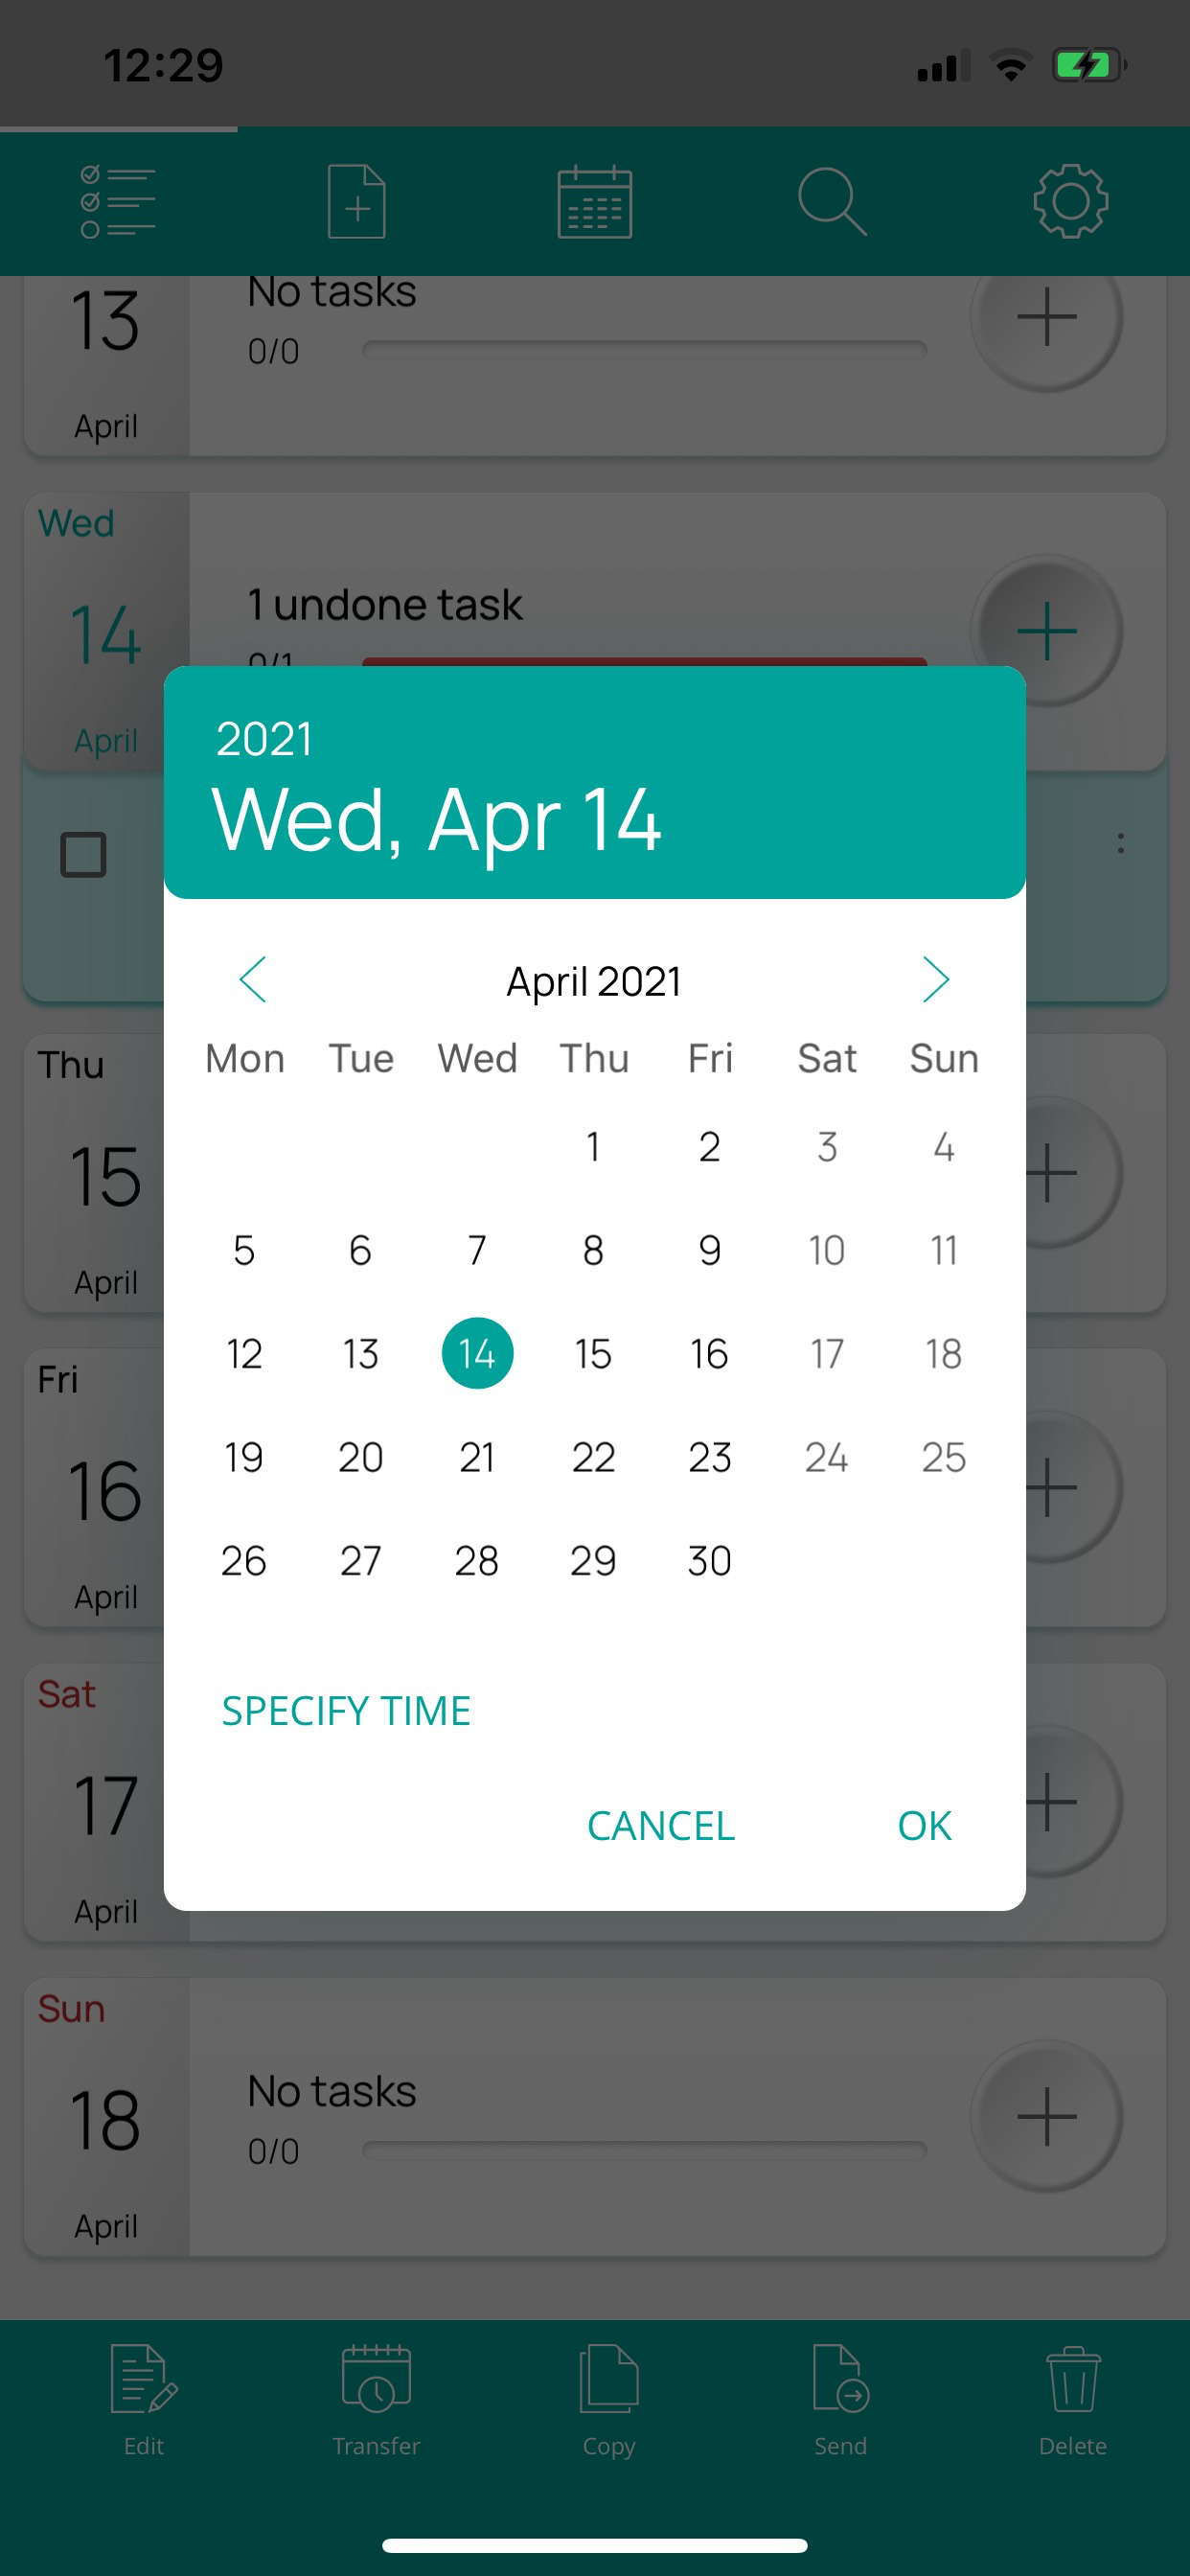 12:29
No tasks
13
0/0
April
Wed
1 undone task
14
0/1
April
2021
Wed, Apr 14
:
April 2021
Mon Tue Wed Thu Fri Sat Sun
1 2 3 4
5 6 7 8 9 10 11
12 13 14 15 16 17 18
19 20 21 22 23 24 25
26 27 28 29 30
SPECIFY TIME
CANCEL OK
Thu
15
April
Fri
16
April
Sat
17
April
Sun
No tasks
18
0/0
April
Edit Transfer Copy Send Delete